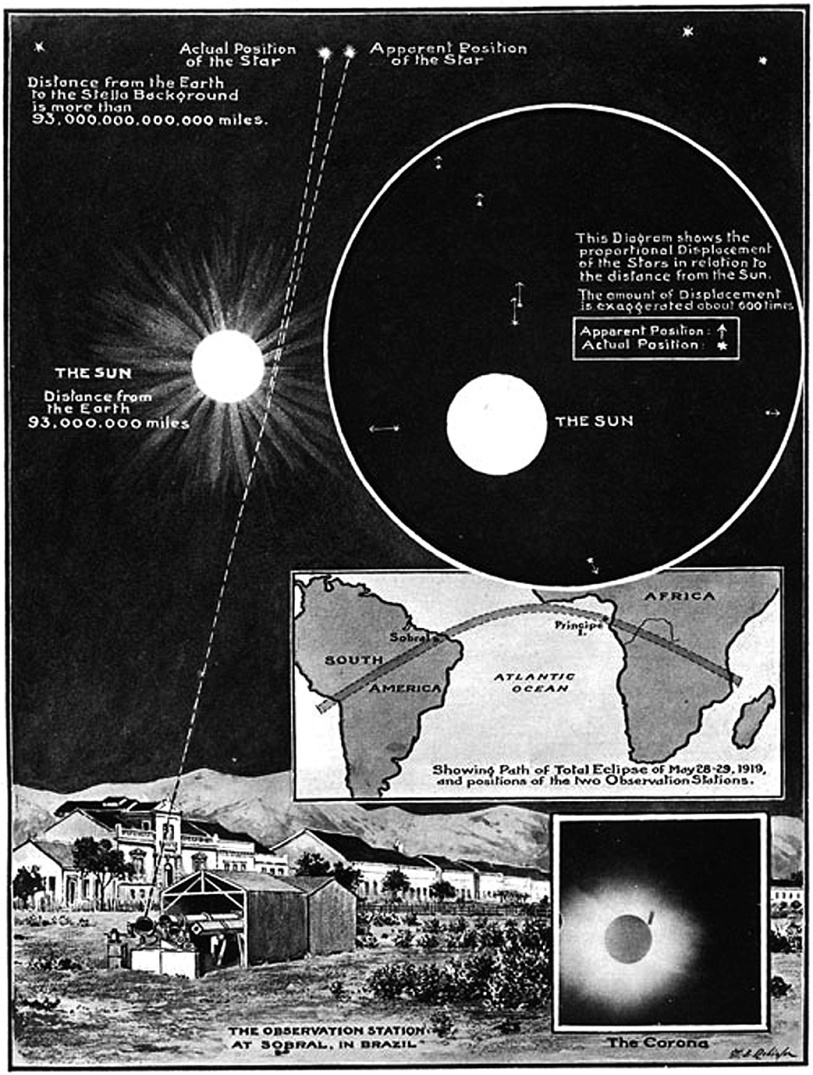 Actual Position
of the Star
Apparent Position
of the Star
Distance from the Earth
to the Stella Background
is more than
93,000,000,000,000 miles.
This Diagram shows the
proportional Displacement
of the Stars in relation to
the distance from the Sun.
The amount of Displacement
is exaggerated about 600 times
Apparent Position:
Actual Position:
THE SUN
Distance from
the Earth
93,000,000 miles
THE SUN
AFRICA
Sobral
Principe
I.
SOUTH
AMERICA
ATLANTIC
OCEAN
Showing Path of Total Eclipse of May 28-29, 1919,
and positions of the two Observation Stations.
THE OBSERVATION STATION
AT SOBRAL, IN BRAZIL
The Corona